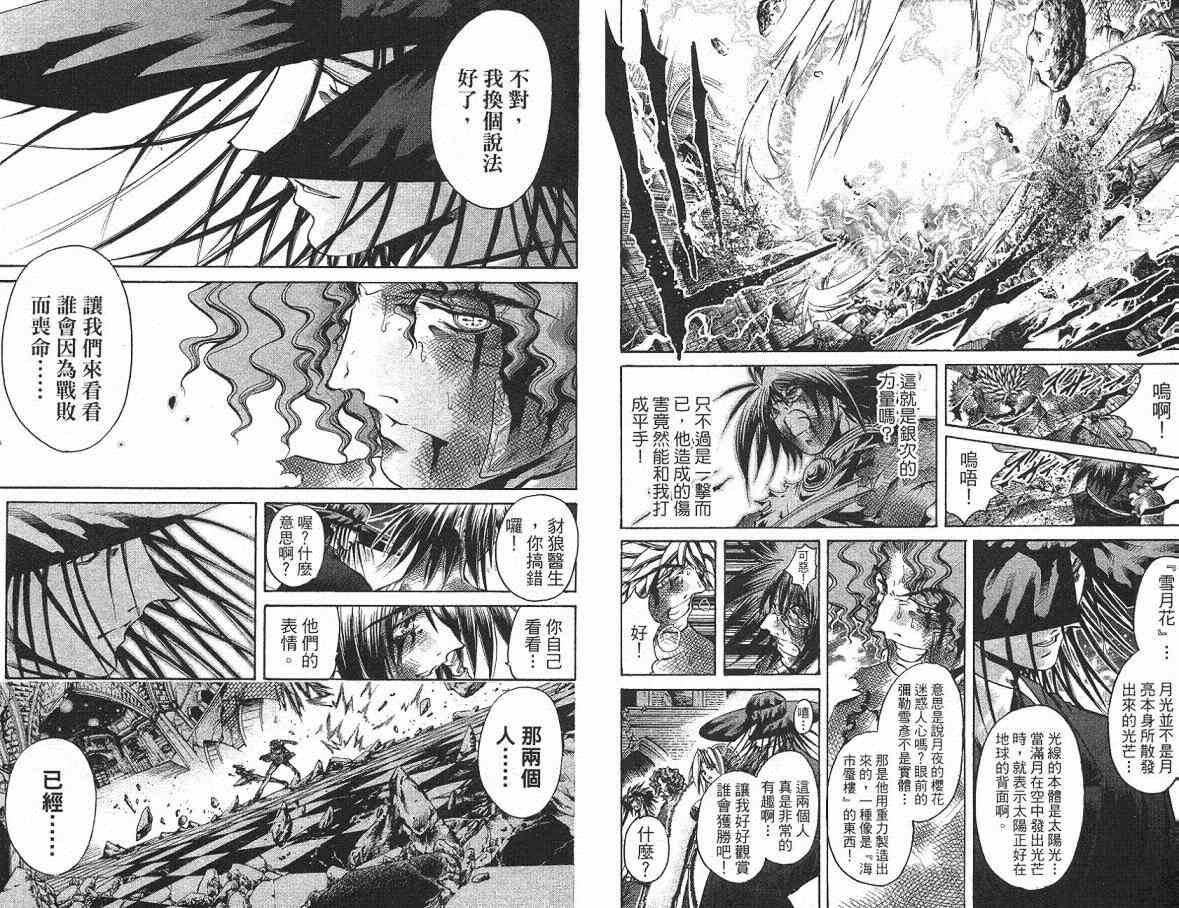 嗚啊！
嗚唔！
這就是銀次的
力量嗎？
只不過是一擊而
已，他造成的傷
害竟然能和我打
成平手！
『雪月花』…
月光並不是月
亮本身所散發
出來的光芒…
光線的本體是太陽光…
當滿月在空中發出光芒
時，就表示太陽正好在
地球的背面啊。
意思是說月夜的櫻花
迷惑人心嗎？眼前的
彌勒雪彥不是實體…
那是他用重力製造出
來的，一種像是『海
市蜃樓』的東西！
可惡！
好！
嘻…
這兩個人
真是非常的
有趣啊…
讓我好好觀賞
誰會獲勝吧！
什麼？
不對，
我換個說法
好了，
讓我們來看看
誰會因為戰敗
而喪命……
豺狼醫生
，你搞錯
囉！
喔？什麼
意思啊？
你自己
看看…
他們的
表情。
那兩個
人……
已經……